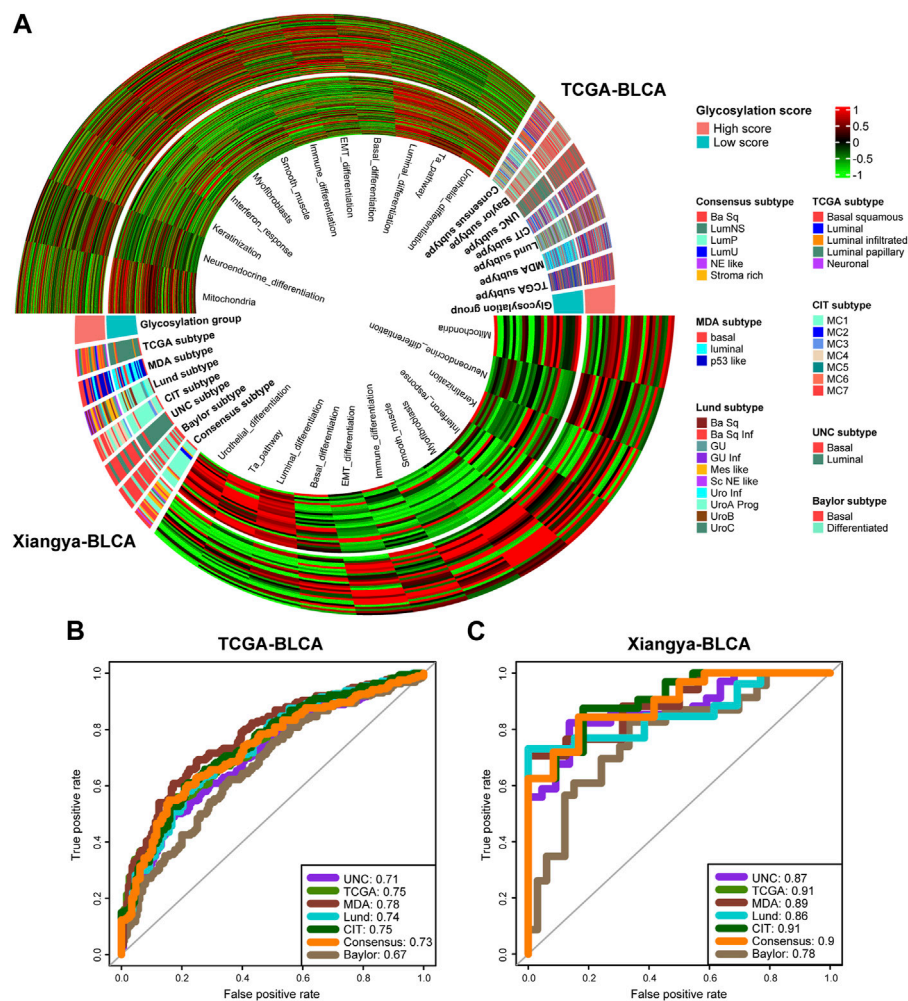 A
TCGA-BLCA
Glycosylation score
High score
Low score
1
0.5
0
-0.5
-1
Consensus subtype
Ba Sq
LumNS
LumP
LumU
NE like
Stroma rich
TCGA subtype
Basal squamous
Luminal
Luminal infiltrated
Luminal papillary
Neuronal
MDA subtype
basal
luminal
p53 like
CIT subtype
MC1
MC2
MC3
MC4
MC5
MC6
MC7
Lund subtype
Ba Sq
Ba Sq Inf
GU
GU Inf
Mes like
Sc NE like
Uro Inf
UroA Prog
UroB
UroC
UNC subtype
Basal
Luminal
Baylor subtype
Basal
Differentiated
Mitochondria
Neuroendocrine_differentiation
Keratinization
Interferon_response
Myofibroblasts
Smooth_muscle
Immune_differentiation
EMT_differentiation
Basal_differentiation
Luminal_differentiation
Ta_pathway
Urothelial_differentiation
Consensus subtype
Baylor subtype
UNC subtype
CIT subtype
Lund subtype
MDA subtype
TCGA subtype
Glycosylation group
Mitochondria
Neuroendocrine_differentiation
Keratinization
Interferon_response
Myofibroblasts
Smooth_muscle
Immune_differentiation
EMT_differentiation
Basal_differentiation
Luminal_differentiation
Ta_pathway
Urothelial_differentiation
Consensus subtype
Baylor subtype
UNC subtype
CIT subtype
Lund subtype
MDA subtype
TCGA subtype
Glycosylation group
Xiangya-BLCA
B
TCGA-BLCA
True positive rate
1.0
0.8
0.6
0.4
0.2
0.0
UNC: 0.71
TCGA: 0.75
MDA: 0.78
Lund: 0.74
CIT: 0.75
Consensus: 0.73
Baylor: 0.67
0.0 0.2 0.4 0.6 0.8 1.0
False positive rate
C
Xiangya-BLCA
True positive rate
1.0
0.8
0.6
0.4
0.2
0.0
UNC: 0.87
TCGA: 0.91
MDA: 0.89
Lund: 0.86
CIT: 0.91
Consensus: 0.9
Baylor: 0.78
0.0 0.2 0.4 0.6 0.8 1.0
False positive rate